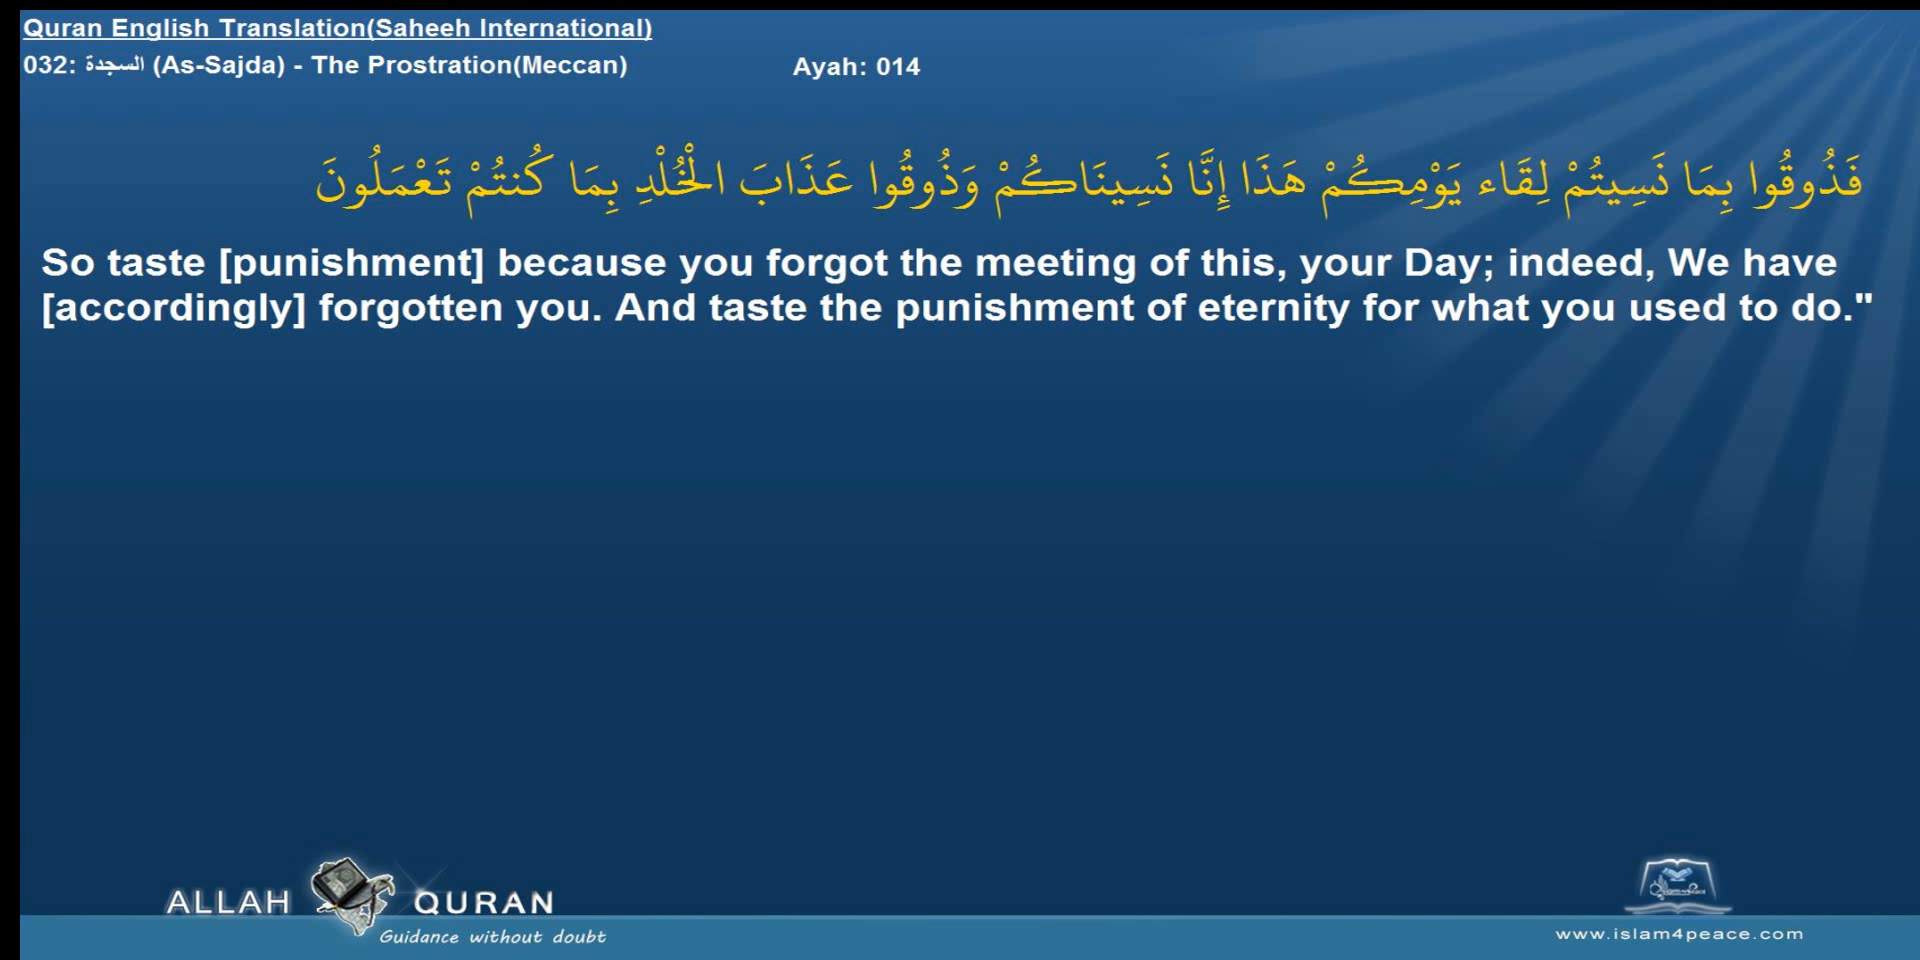 Quran English Translation(Saheeh International)
032: السجدة (As-Sajda) - The Prostration(Meccan)
Ayah: 014
فَذُوقُوا بِمَا نَسِيتُمْ لِقَاء يَوْمِكُمْ هَذَا إِنَّا نَسِينَاكُمْ وَذُوقُوا عَذَابَ الْخُلْدِ بِمَا كُنتُمْ تَعْمَلُونَ
So taste [punishment] because you forgot the meeting of this, your Day; indeed, We have
[accordingly] forgotten you. And taste the punishment of eternity for what you used to do."
ALLAH QURAN
Guidance without doubt
www.islam4peace.com